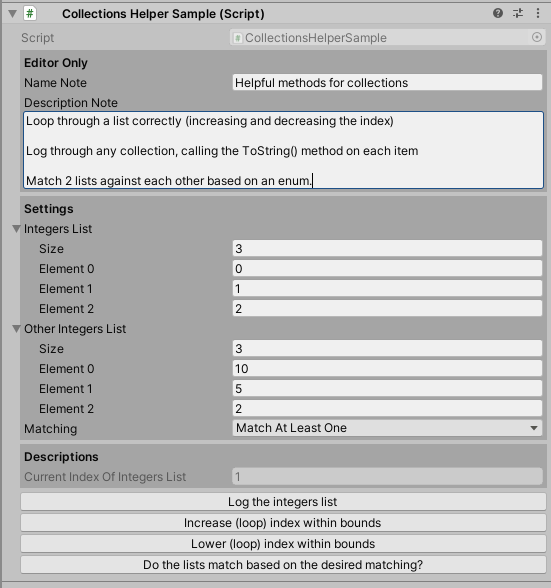 Collections Helper Sample (Script)
Script CollectionsHelperSample
Editor Only
Name Note Helpful methods for collections
Description Note
Loop through a list correctly (increasing and decreasing the index)
Log through any collection, calling the ToString() method on each item
Match 2 lists against each other based on an enum.
Settings
Integers List
Size 3
Element 0 0
Element 1 1
Element 2 2
Other Integers List
Size 3
Element 0 10
Element 1 5
Element 2 2
Matching Match At Least One
Descriptions
Current Index Of Integers List 1
Log the integers list
Increase (loop) index within bounds
Lower (loop) index within bounds
Do the lists match based on the desired matching?